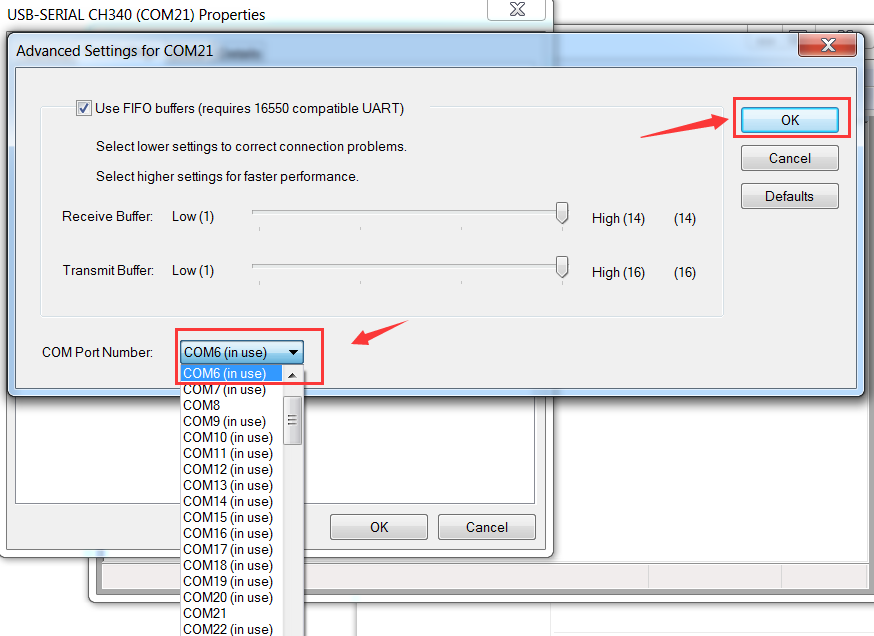 USB-SERIAL CH340 (COM21) Properties
Advanced Settings for COM21
Use FIFO buffers (requires 16550 compatible UART)
OK
Select lower settings to correct connection problems.
Cancel
Select higher settings for faster performance.
Defaults
Receive Buffer: Low (1) High (14) (14)
Transmit Buffer: Low (1) High (16) (16)
COM Port Number: COM6 (in use)
COM6 (in use)
COM7 (in use)
COM8
COM9 (in use)
COM10 (in use)
COM11 (in use)
COM12 (in use)
COM13 (in use)
COM14 (in use)
COM15 (in use)
COM16 (in use)
COM17 (in use)
COM18 (in use)
COM19 (in use)
COM20 (in use)
COM21
COM22 (in use)
OK Cancel